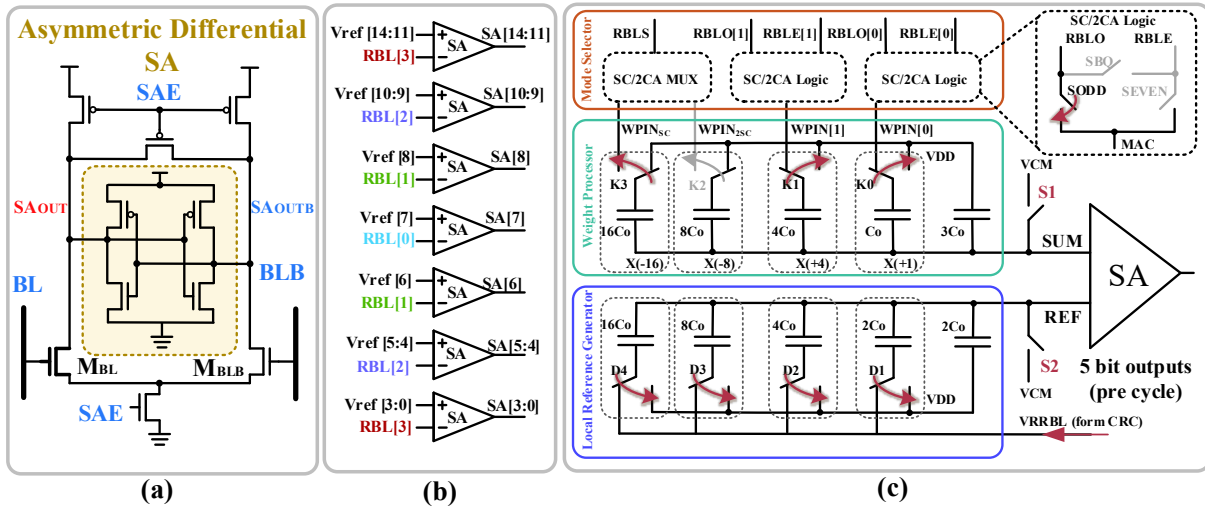 Asymmetric Differential
SA
SAE
SAOUT
SAOUTB
BL
BLB
MBL
MBLB
SAE
(a)
Vref [14:11]
RBL[3]
+
−
SA
SA[14:11]
Vref [10:9]
RBL[2]
+
−
SA
SA[10:9]
Vref [8]
RBL[1]
+
−
SA
SA[8]
Vref [7]
RBL[0]
+
−
SA
SA[7]
Vref [6]
RBL[1]
+
−
SA
SA[6]
Vref [5:4]
RBL[2]
+
−
SA
SA[5:4]
Vref [3:0]
RBL[3]
+
−
SA
SA[3:0]
(b)
Mode Selector
RBLS
RBLO[1]
RBLE[1]
RBLO[0]
RBLE[0]
SC/2CA MUX
SC/2CA Logic
SC/2CA Logic
SC/2CA Logic
RBLO
RBLE
SBO
SODD
SEVEN
MAC
Weight Processor
WPINSC
WPIN2SC
WPIN[1]
WPIN[0]
VDD
K3
K2
K1
K0
16Co
8Co
4Co
Co
3Co
X(-16)
X(-8)
X(+4)
X(+1)
VCM
S1
SUM
SA
Local Reference Generator
16Co
8Co
4Co
2Co
2Co
REF
D4
D3
D2
D1
VDD
S2
VCM
5 bit outputs
(pre cycle)
VRRBL (form CRC)
(c)